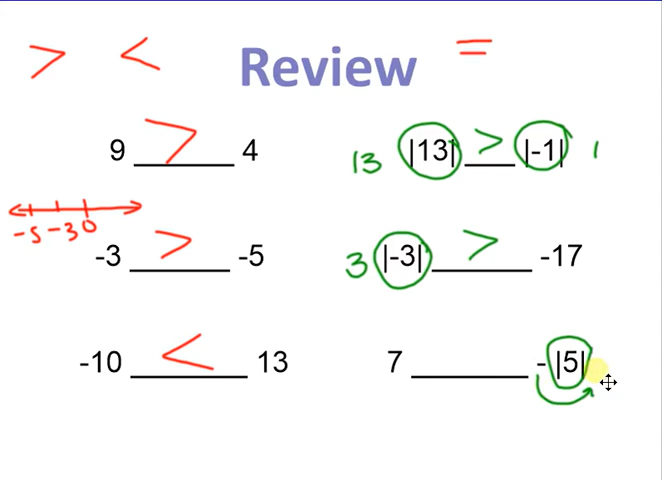 > < =
Review
9 > 4
13 |13| > |-1| 1
-5 -3 0
-3 > -5
3 |-3| > -17
-10 < 13
7 ______ -|5|